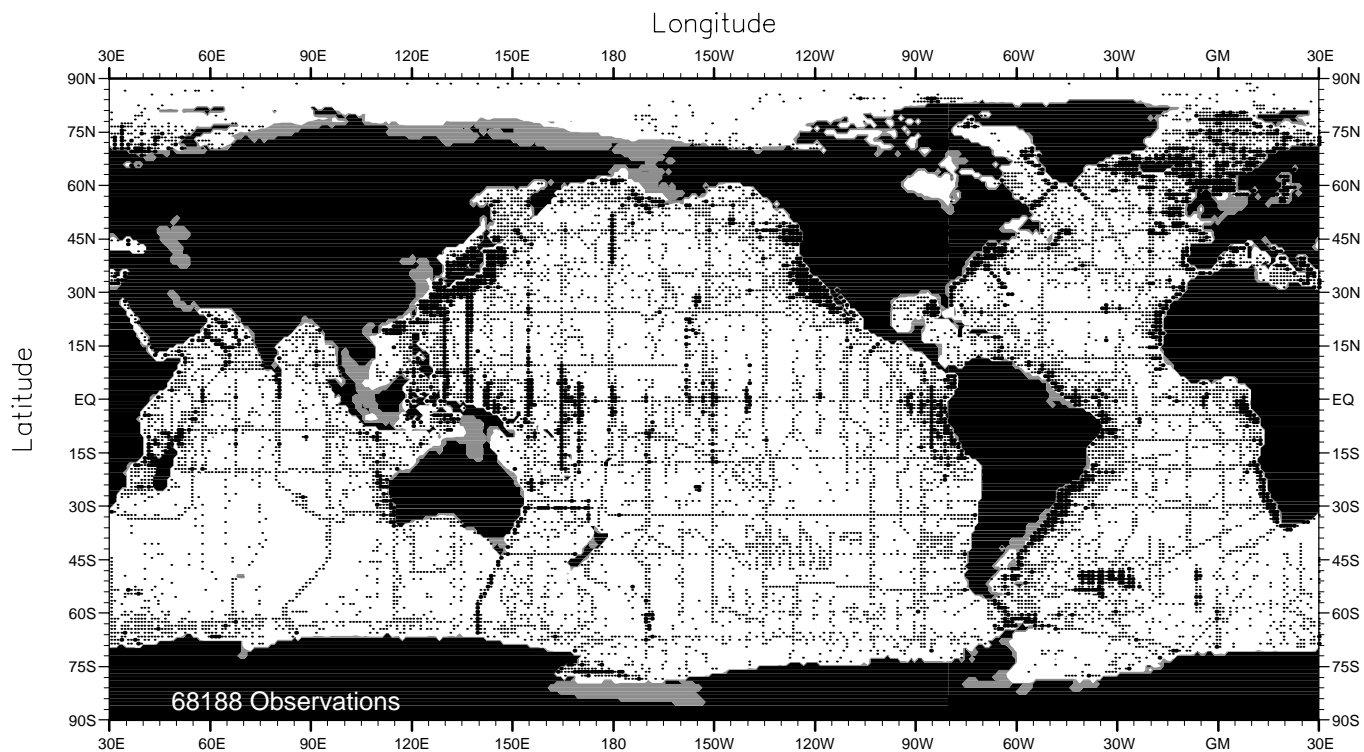 Longitude
30E 60E 90E 120E 150E 180 150W 120W 90W 60W 30W GM 30E
90N 90N
75N 75N
60N 60N
45N 45N
30N 30N
15N 15N
EQ EQ
15S 15S
30S 30S
45S 45S
60S 60S
75S 75S
90S 90S
Latitude
68188 Observations
30E 60E 90E 120E 150E 180 150W 120W 90W 60W 30W GM 30E